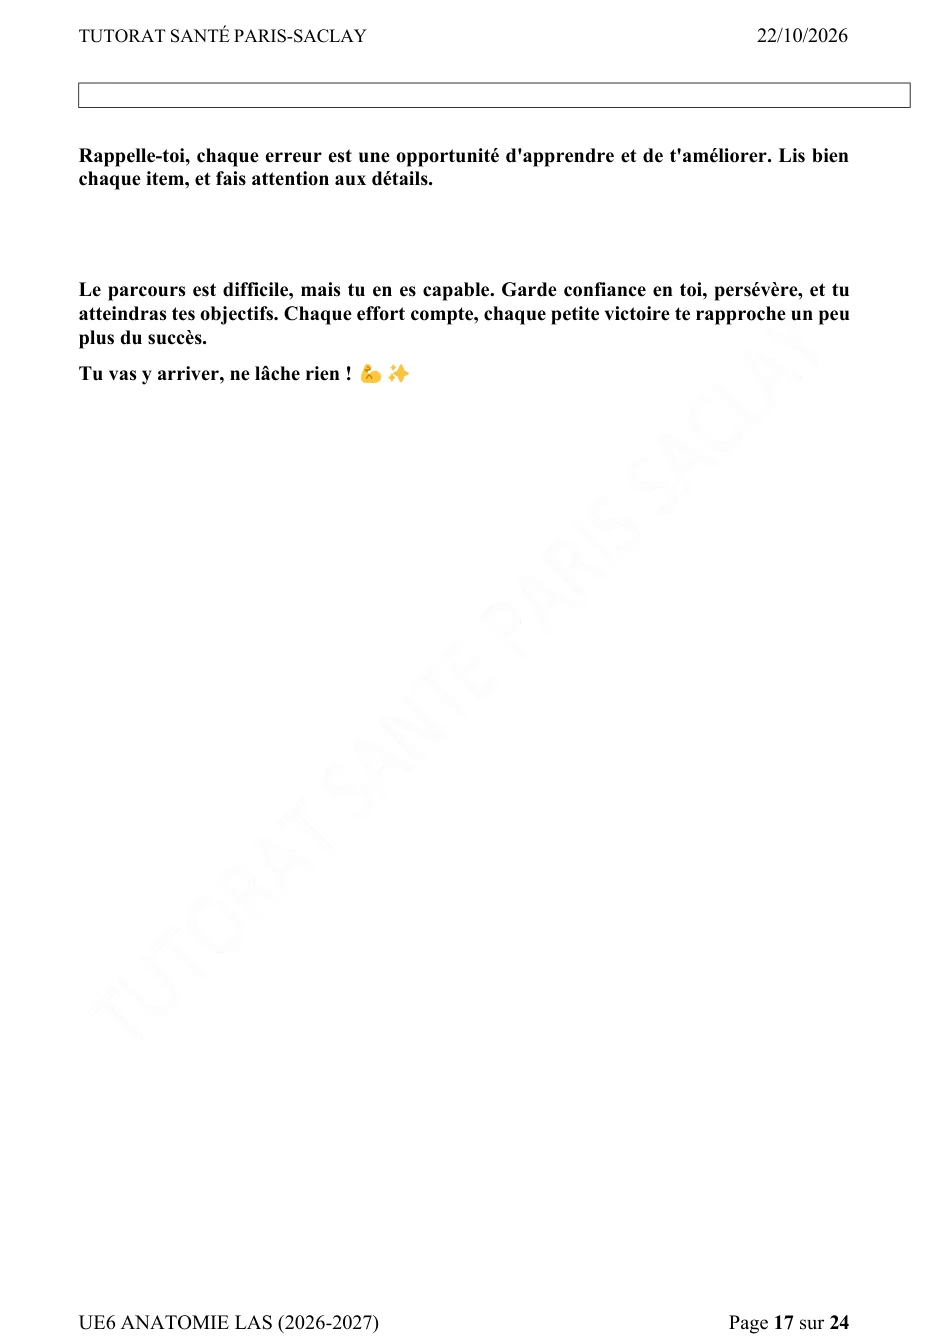 TUTORAT SANTÉ PARIS-SACLAY 22/10/2026
Rappelle-toi, chaque erreur est une opportunité d'apprendre et de t'améliorer. Lis bien
chaque item, et fais attention aux détails.
Le parcours est difficile, mais tu en es capable. Garde confiance en toi, persévère, et tu
atteindras tes objectifs. Chaque effort compte, chaque petite victoire te rapproche un peu
plus du succès.
Tu vas y arriver, ne lâche rien ! 💪 ✨
TUTORAT SANTE PARIS SACLAY
UE6 ANATOMIE LAS (2026-2027) Page 17 sur 24